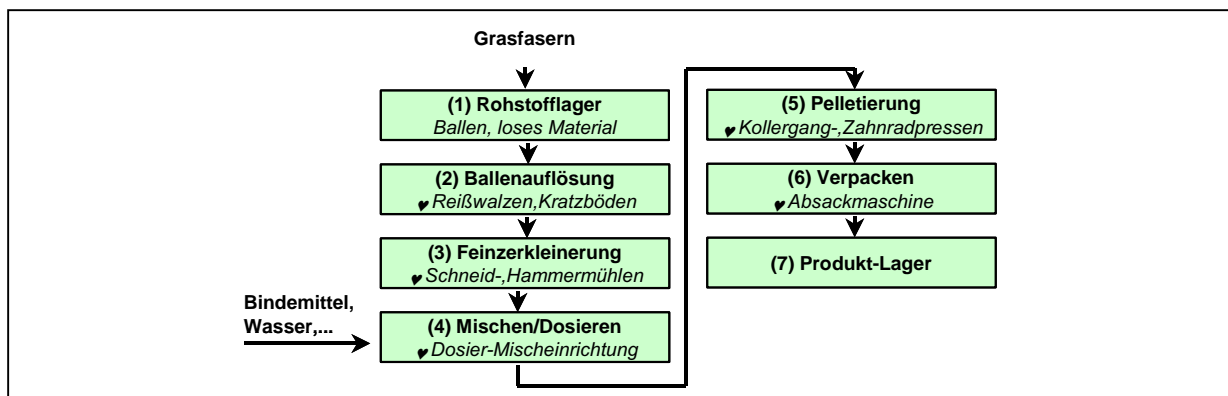 Grasfasern
(1) Rohstofflager
Ballen, loses Material
(2) Ballenauflösung
♥ Reißwalzen,Kratzböden
(3) Feinzerkleinerung
♥ Schneid-,Hammermühlen
Bindemittel,
Wasser,...
(4) Mischen/Dosieren
♥ Dosier-Mischeinrichtung
(5) Pelletierung
♥ Kollergang-,Zahnradpressen
(6) Verpacken
♥ Absackmaschine
(7) Produkt-Lager